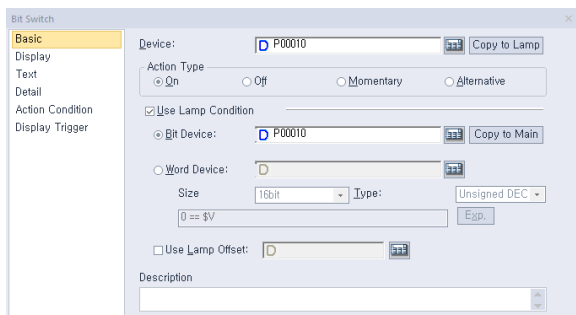 Bit Switch
Basic
Display
Text
Detail
Action Condition
Display Trigger
Device: D P00010 Copy to Lamp
Action Type
On Off Momentary Alternative
Use Lamp Condition
Bit Device: D P00010 Copy to Main
Word Device: D
Size 16bit Type: Unsigned DEC
0 == $V Exp.
Use Lamp Offset: D
Description